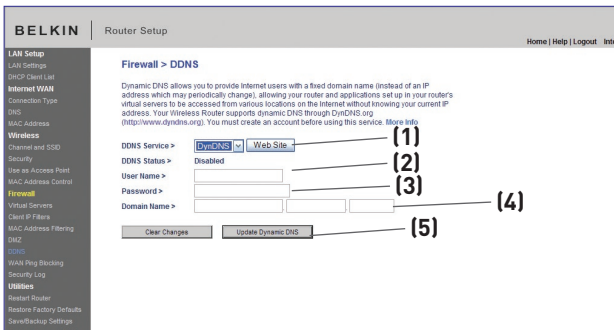 BELKIN
Router Setup
Home | Help | Logout Inte
LAN Setup
LAN Settings
DHCP Client List
Internet WAN
Connection Type
DNS
MAC Address
Wireless
Channel and SSID
Security
Use as Access Point
MAC Address Control
Firewall
Virtual Servers
Client IP Filters
MAC Address Filtering
DMZ
DDNS
WAN Ping Blocking
Security Log
Utilities
Restart Router
Restore Factory Defaults
Save/Backup Settings
Firewall > DDNS
Dynamic DNS allows you to provide Internet users with a fixed domain name (instead of an IP
address which may periodically change), allowing your router and applications set up in your router's
virtual servers to be accessed from various locations on the Internet without knowing your current IP
address. Your Wireless Router supports dynamic DNS through DynDNS.org
(http://www.dyndns.org). You must create an account before using this service. More Info
DDNS Service > DynDNS Web Site (1)
DDNS Status > Disabled
User Name > (2)
Password > (3)
Domain Name > (4)
Clear Changes Update Dynamic DNS (5)